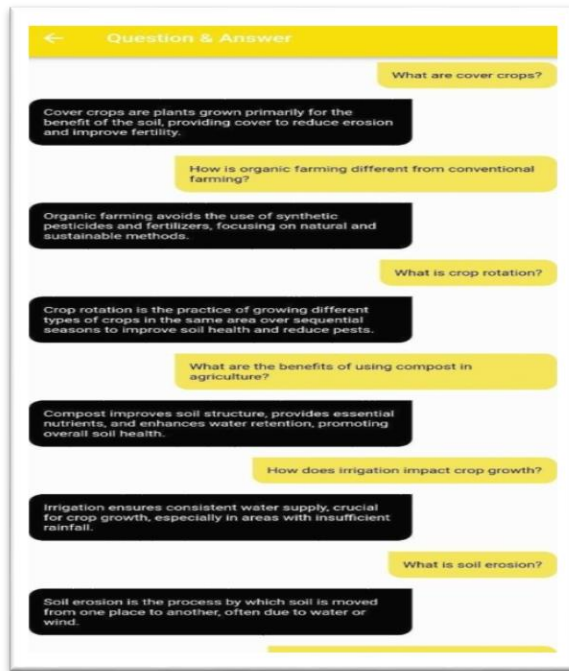 Question & Answer
What are cover crops?
Cover crops are plants grown primarily for the
benefit of the soil, providing cover to reduce erosion
and improve fertility.
How is organic farming different from conventional
farming?
Organic farming avoids the use of synthetic
pesticides and fertilizers, focusing on natural and
sustainable methods.
What is crop rotation?
Crop rotation is the practice of growing different
types of crops in the same area over sequential
seasons to improve soil health and reduce pests.
What are the benefits of using compost in
agriculture?
Compost improves soil structure, provides essential
nutrients, and enhances water retention, promoting
overall soil health.
How does irrigation impact crop growth?
Irrigation ensures consistent water supply, crucial
for crop growth, especially in areas with insufficient
rainfall.
What is soil erosion?
Soil erosion is the process by which soil is moved
from one place to another, often due to water or
wind.